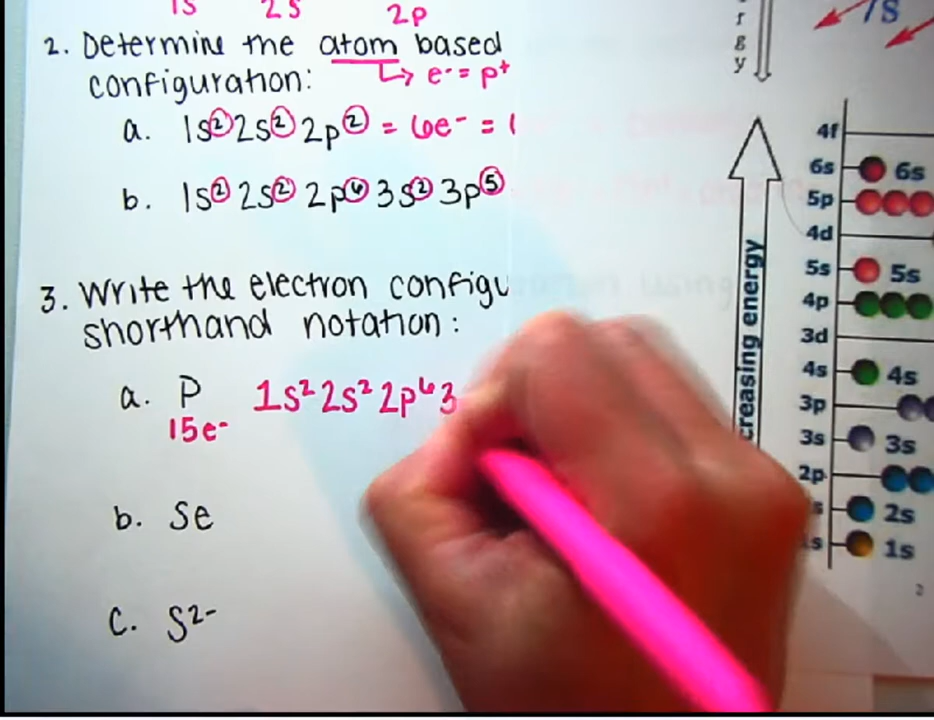 1s 2s 2p
2. Determine the atom based
↳ e⁻ = p⁺
configuration:
a. 1s² 2s² 2p² = 6e⁻ =
b. 1s² 2s² 2p⁶ 3s² 3p⁵
3. Write the electron
shorthand notation:
a. P 1s² 2s² 2p⁶ 3
15e⁻
b. Se
c. S²⁻
r
g
y
7s
4f
6s 6s
5p
4d
5s 5s
4p
3d
4s 4s
3p
3s 3s
2p
2s
1s
creasing energy
2